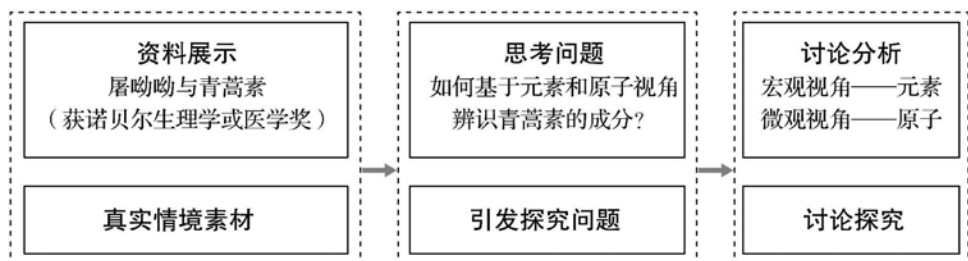 资料展示
屠呦呦与青蒿素
（获诺贝尔生理学或医学奖）
真实情境素材
思考问题
如何基于元素和原子视角
辨识青蒿素的成分？
引发探究问题
讨论分析
宏观视角——元素
微观视角——原子
讨论探究